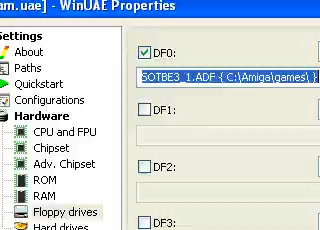 am.uae] - WinUAE Properties
Settings
About
Paths
Quickstart
Configurations
Hardware
CPU and FPU
Chipset
Adv. Chipset
ROM
RAM
Floppy drives
Hard drives
DF0:
SOTBE3_1.ADF - { C:\Amiga\games\ }
DF1:
DF2:
DF3: